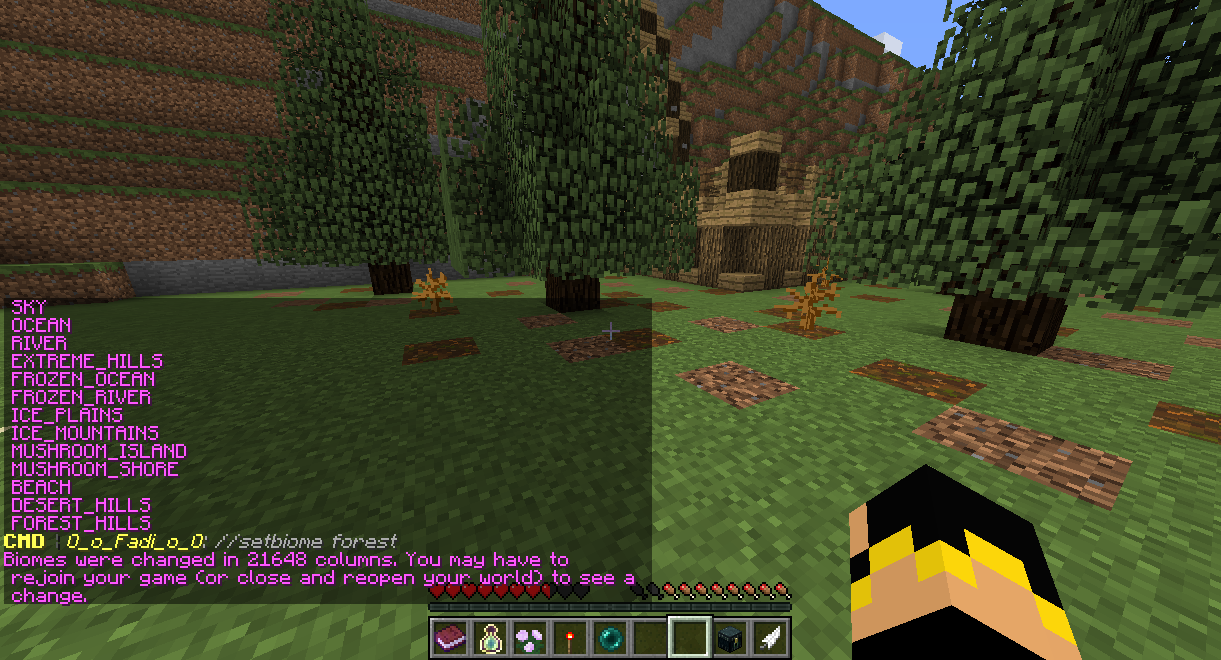 SKY
OCEAN
RIVER
EXTREME_HILLS
FROZEN_OCEAN
FROZEN_RIVER
ICE_PLAINS
ICE_MOUNTAINS
MUSHROOM_ISLAND
MUSHROOM_SHORE
BEACH
DESERT_HILLS
FOREST_HILLS
CMD | O_o_Fadi_o_O: //setbiome forest
Biomes were changed in 21648 columns. You may have to
rejoin your game (or close and reopen your world) to see a
change.